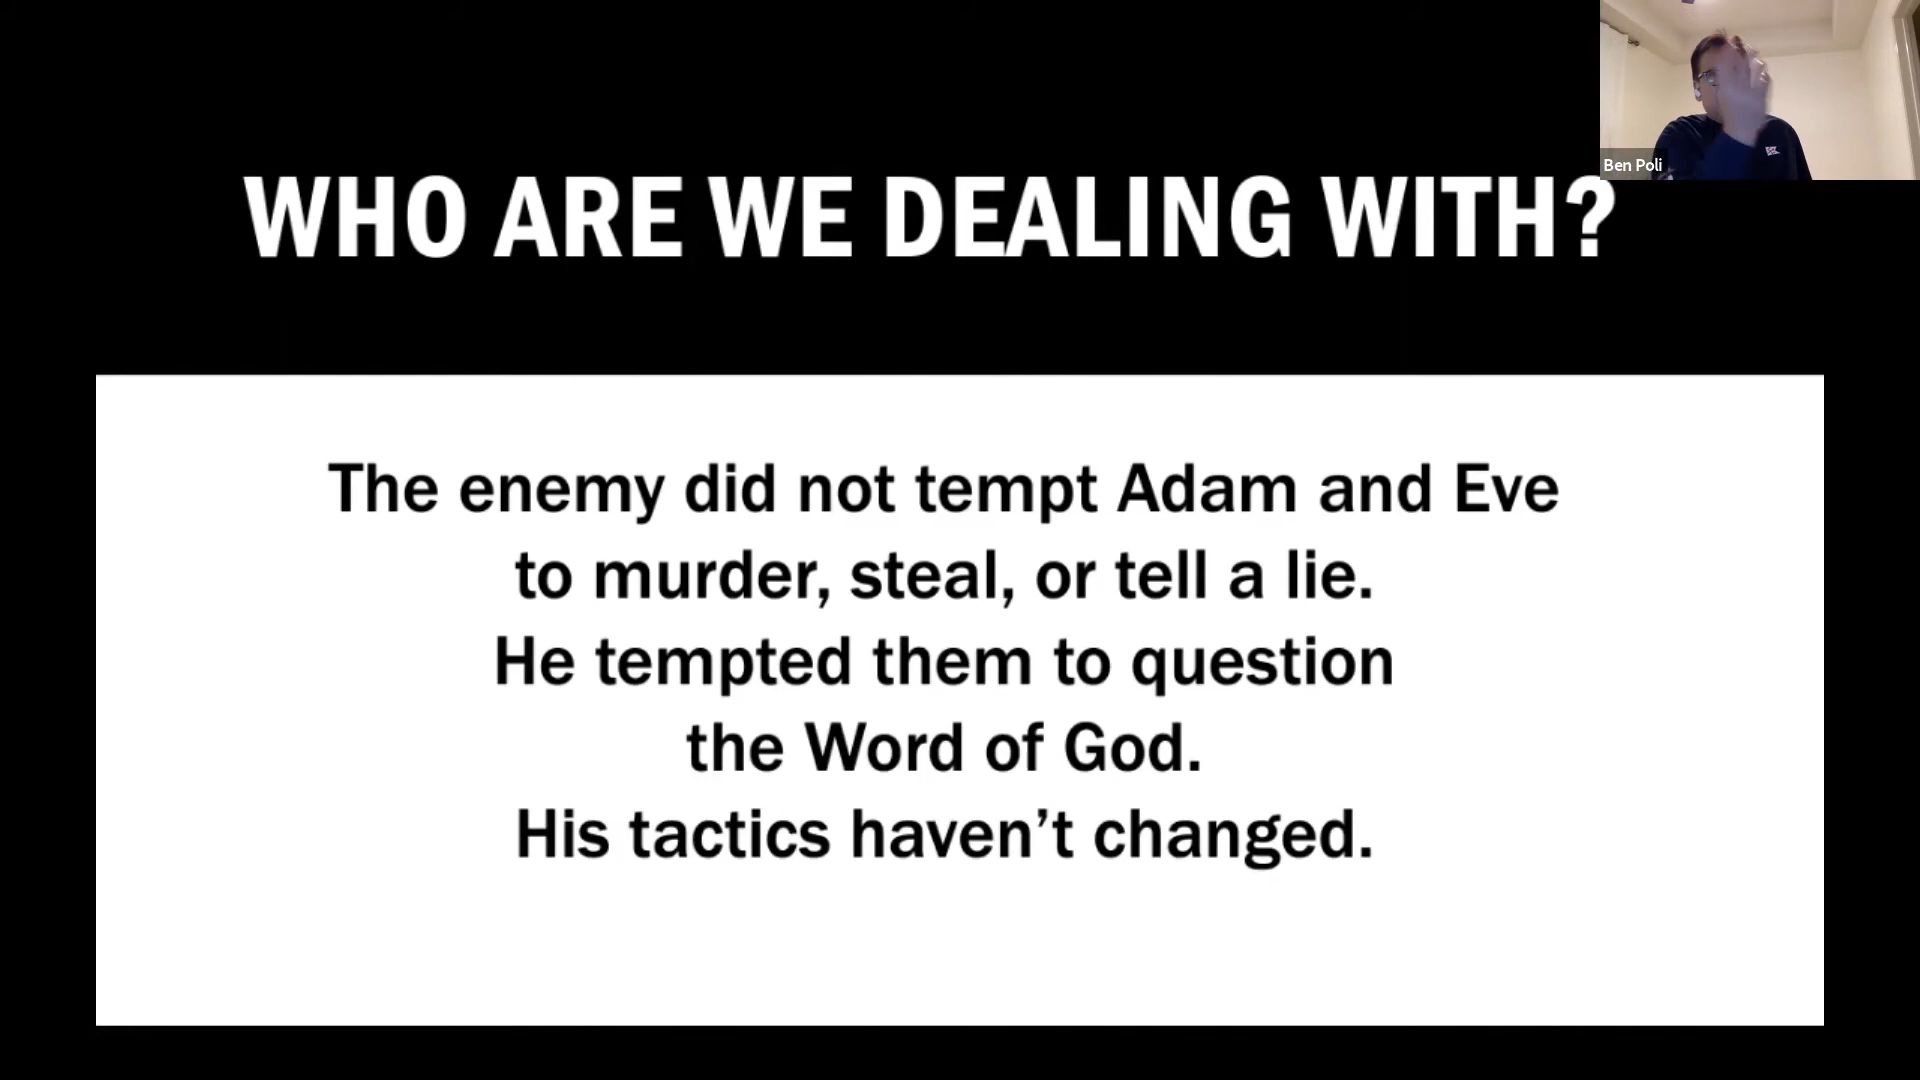 Ben Poli
WHO ARE WE DEALING WITH?
The enemy did not tempt Adam and Eve
to murder, steal, or tell a lie.
He tempted them to question
the Word of God.
His tactics haven’t changed.